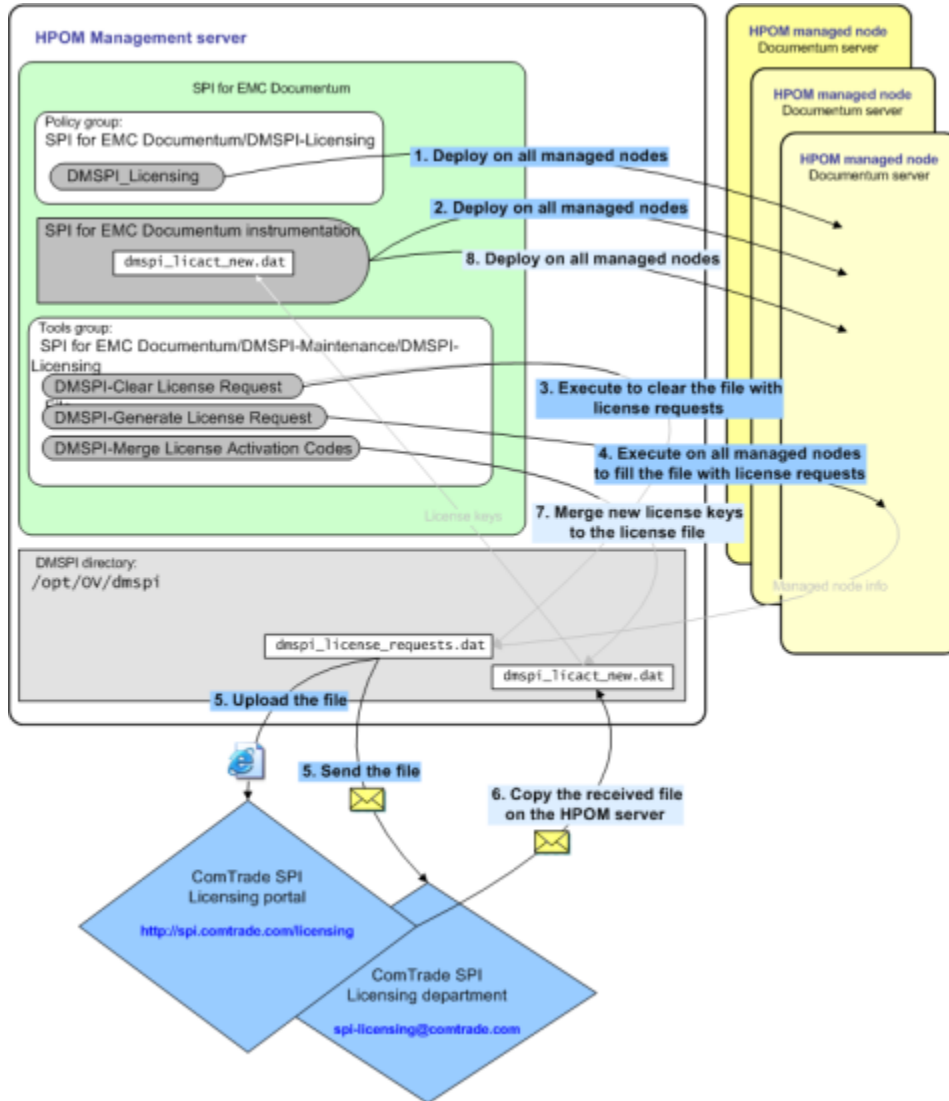 HPOM Management server
SPI for EMC Documentum
Policy group:
SPI for EMC Documentum/DMSPI-Licensing
DMSPI_Licensing
SPI for EMC Documentum instrumentation
dmspi_licact_new.dat
Tools group:
SPI for EMC Documentum/DMSPI-Maintenance/DMSPI-
Licensing
DMSPI-Clear License Request
DMSPI-Generate License Request
DMSPI-Merge License Activation Codes
HPOM managed node
Documentum server
HPOM managed node
Documentum server
HPOM managed node
Documentum server
1. Deploy on all managed nodes
2. Deploy on all managed nodes
8. Deploy on all managed nodes
3. Execute to clear the file with
license requests
4. Execute on all managed nodes
to fill the file with license requests
License keys
7. Merge new license keys
to the license file
Managed node info
DMSPI directory:
/opt/OV/dmspi
dmspi_license_requests.dat
dmspi_licact_new.dat
5. Upload the file
5. Send the file
6. Copy the received file
on the HPOM server
ComTrade SPI
Licensing portal
http://spi.comtrade.com/licensing
ComTrade SPI
Licensing department
spi-licensing@comtrade.com